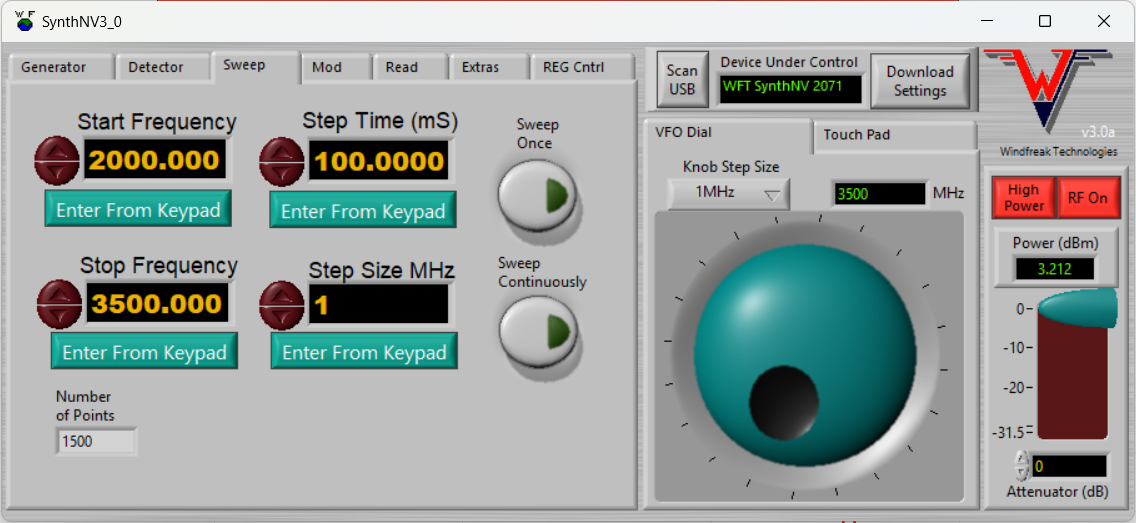 W F
SynthNV3_0
Generator
Detector
Sweep
Mod
Read
Extras
REG Cntrl
Start Frequency
2000.000
Enter From Keypad
Step Time (mS)
100.0000
Enter From Keypad
Sweep
Once
Stop Frequency
3500.000
Enter From Keypad
Step Size MHz
1
Enter From Keypad
Sweep
Continuously
Number
of Points
1500
Scan
USB
Device Under Control
WFT SynthNV 2071
Download
Settings
VFO Dial
Touch Pad
Knob Step Size
1MHz
3500 MHz
W
v3.0a
Windfreak Technologies
High
Power
RF On
Power (dBm)
3.212
0-
-10-
-20-
-31.5-
0
Attenuator (dB)